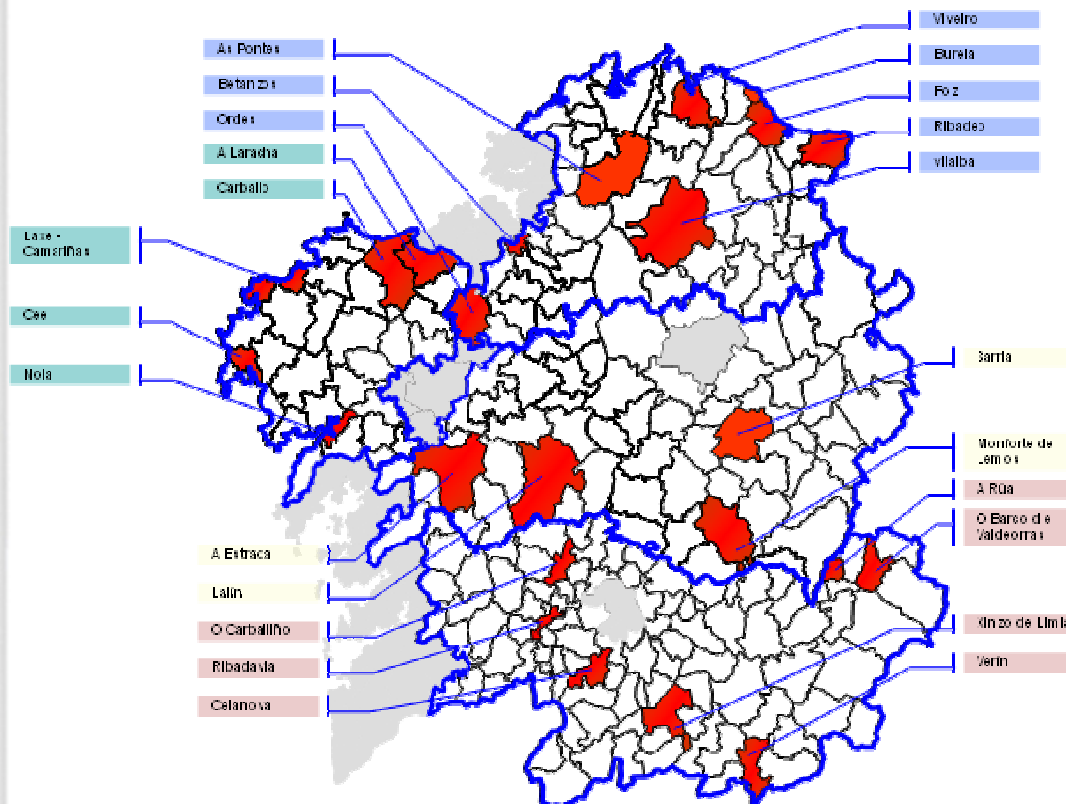 As Pontes
Betanzos
Ordes
A Laracha
Carballo
Laxe -
Camariñas
Cee
Noia
A Estrada
Lalín
O Carballiño
Ribadavia
Celanova
Viveiro
Burela
Foz
Ribadeo
Vilalba
Sarria
Monforte de
Lemos
A Rúa
O Barco de
Valdeorras
Xinzo de Limia
Verín